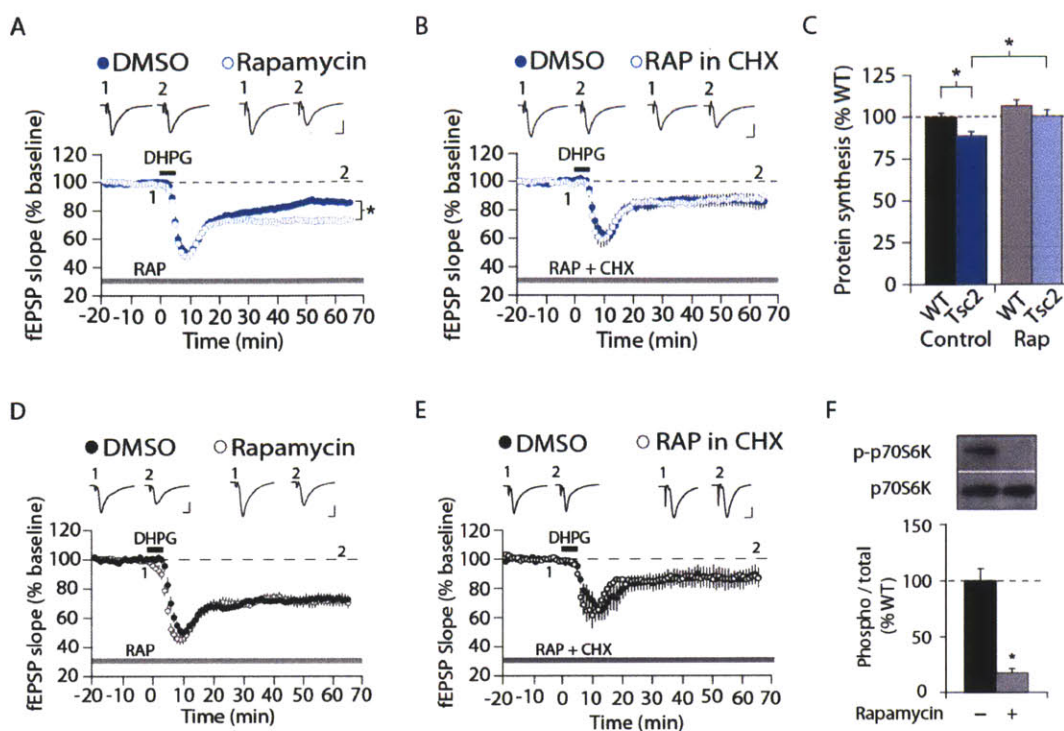 A
DMSO Rapamycin
1 2 1 2
DHPG
2
1
*
RAP
fEPSP slope (% baseline)
120
100
80
60
40
20
-20 -10 0 10 20 30 40 50 60 70
Time (min)
B
DMSO RAP in CHX
1 2 1 2
DHPG
2
1
RAP + CHX
fEPSP slope (% baseline)
120
100
80
60
40
20
-20 -10 0 10 20 30 40 50 60 70
Time (min)
C
*
*
Protein synthesis (% WT)
125
100
75
50
25
0
WT Tsc2 WT Tsc2
Control Rap
D
DMSO Rapamycin
1 2 1 2
DHPG
2
1
RAP
fEPSP slope (% baseline)
120
100
80
60
40
20
-20 -10 0 10 20 30 40 50 60 70
Time (min)
E
DMSO RAP in CHX
1 2 1 2
DHPG
2
1
RAP + CHX
fEPSP Slope (% baseline)
120
100
80
60
40
20
-20 -10 0 10 20 30 40 50 60 70
Time (min)
F
p-p70S6K
p70S6K
Phospho / total
(% WT)
150
100
50
0
*
Rapamycin − +